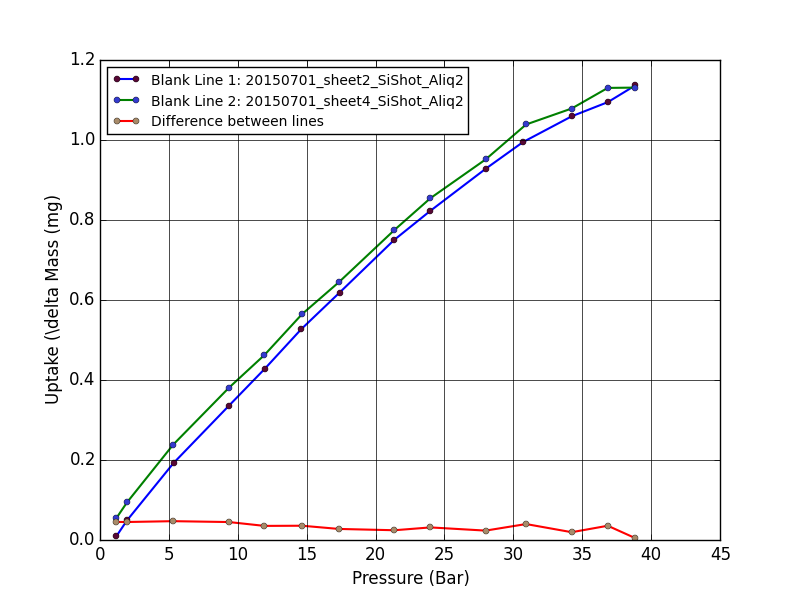 1.2
1.0
0.8
0.6
0.4
0.2
0.0
Uptake (\delta Mass (mg)
Blank Line 1: 20150701_sheet2_SiShot_Aliq2
Blank Line 2: 20150701_sheet4_SiShot_Aliq2
Difference between lines
0 5 10 15 20 25 30 35 40 45
Pressure (Bar)